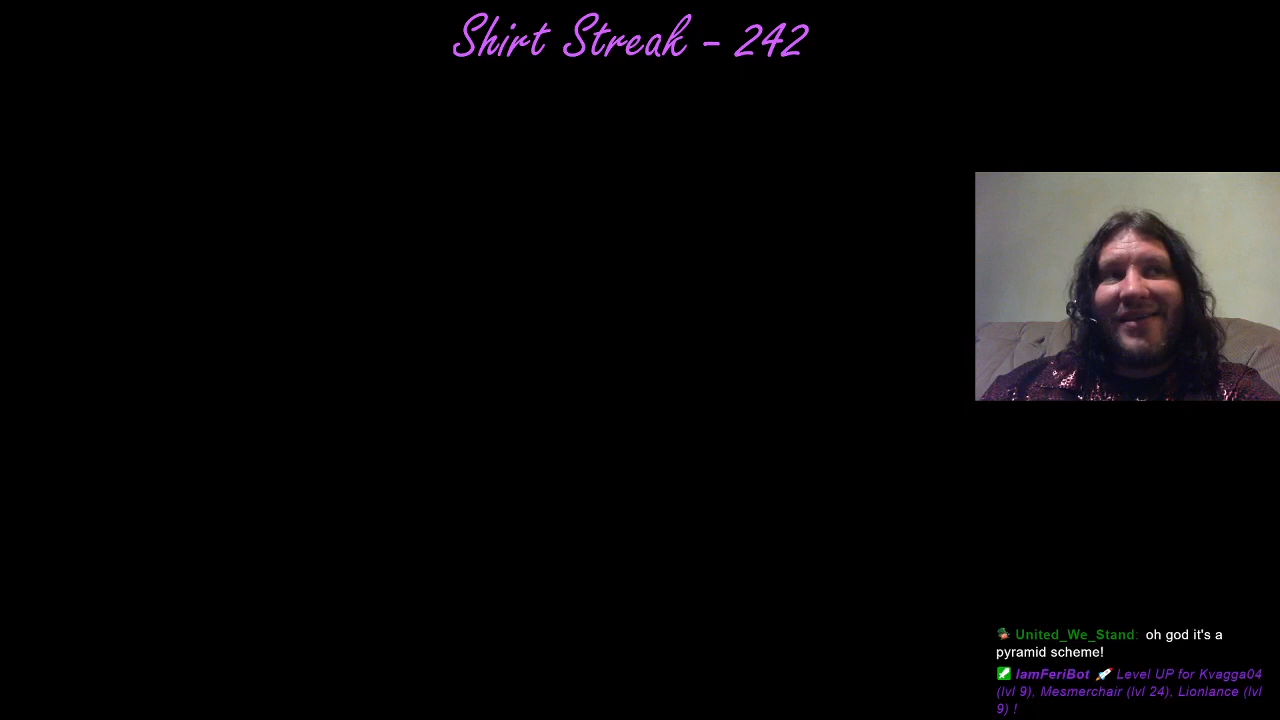 Shirt Streak - 242
United_We_Stand: oh god it's a
pyramid scheme!
IamFeriBot Level UP for Kvagga04
(lvl 9), Mesmerchair (lvl 24), Lionlance (lvl
9) !